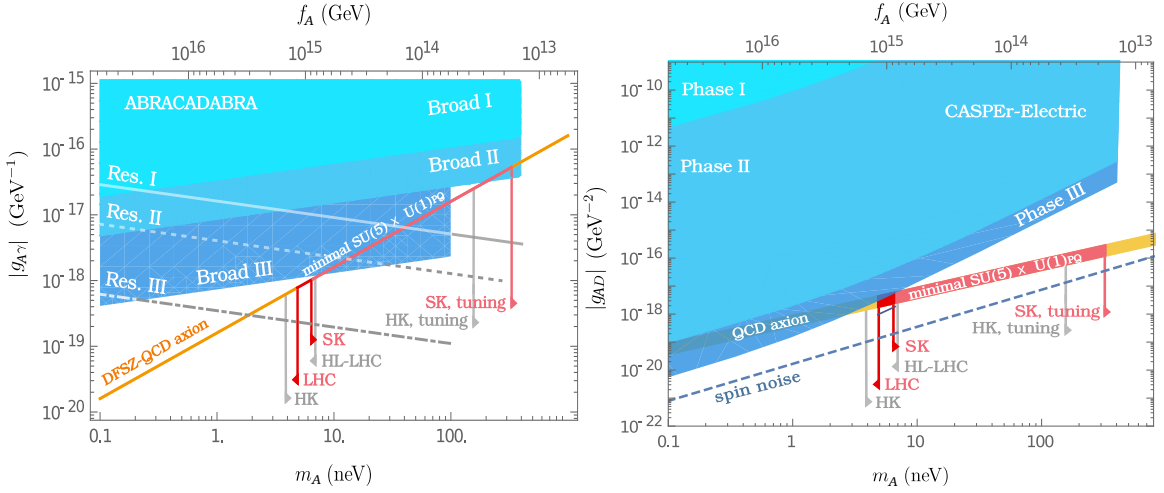 f_A (GeV)
10^16
10^15
10^14
10^13
10^-15
10^-16
10^-17
10^-18
10^-19
10^-20
|g_Aγ| (GeV^-1)
ABRACADABRA
Broad I
Broad II
Res. I
Res. II
Broad III
Res. III
minimal SU(5) x U(1)PQ
DFSZ-QCD axion
SK, tuning
HK, tuning
SK
HL-LHC
LHC
HK
0.1
1.
10.
100.
m_A (neV)
f_A (GeV)
10^16
10^15
10^14
10^13
10^-10
10^-12
10^-14
10^-16
10^-18
10^-20
10^-22
|g_AD| (GeV^-2)
Phase I
CASPEr-Electric
Phase II
Phase III
minimal SU(5) x U(1)PQ
QCD axion
SK, tuning
HK, tuning
SK
HL-LHC
LHC
HK
spin noise
0.1
1
10
100
m_A (neV)